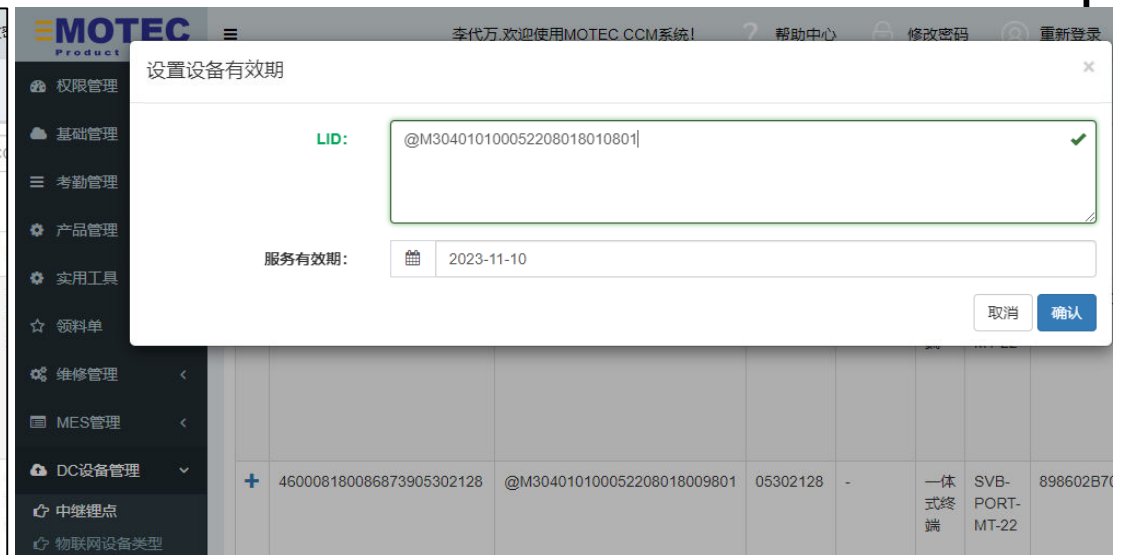 EMOTEC
Product
李代万,欢迎使用MOTEC CCM系统!
? 帮助中心
修改密码
重新登录
设置设备有效期
×
权限管理
基础管理
考勤管理
产品管理
实用工具
领料单
维修管理
MES管理
DC设备管理
中继锂点
物联网设备类型
LID:
@M304010100052208018010801
服务有效期:
2023-11-10
取消
确认
+
460008180086873905302128
@M304010100052208018009801
05302128
-
一体
式终
端
SVB-
PORT-
MT-22
898602B70